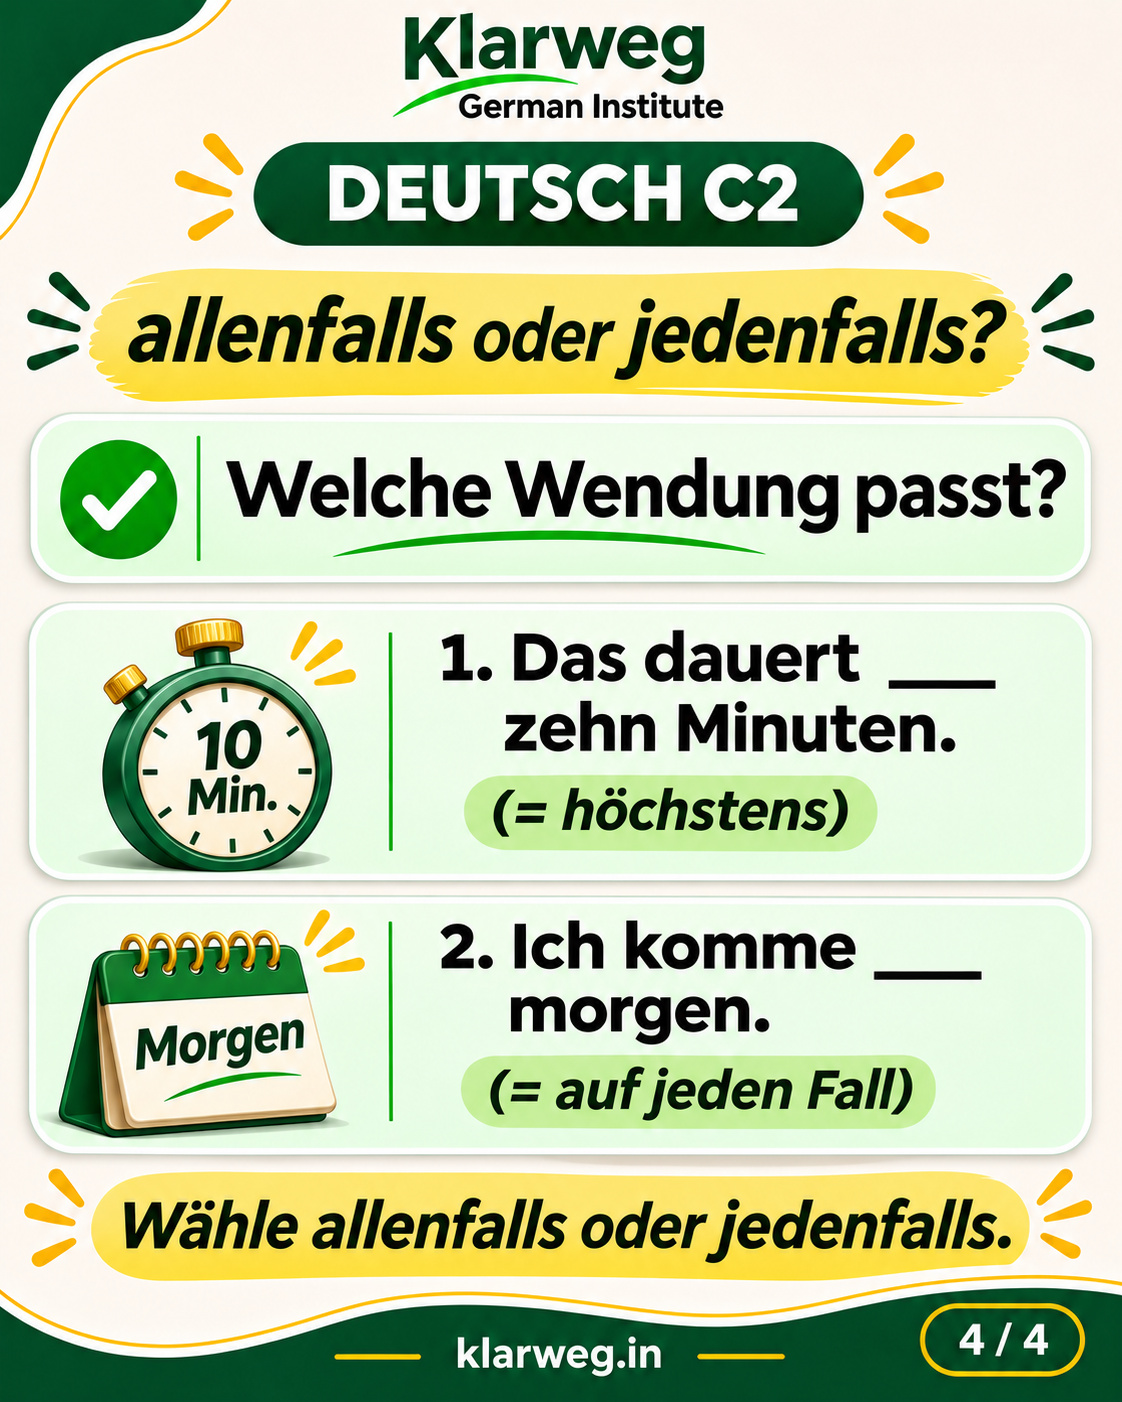 Klarweg
German Institute
DEUTSCH C2
allenfalls oder jedenfalls?
Welche Wendung passt?
10
Min.
1. Das dauert ___
zehn Minuten.
(= höchstens)
Morgen
2. Ich komme ___
morgen.
(= auf jeden Fall)
Wähle allenfalls oder jedenfalls.
klarweg.in
4 / 4